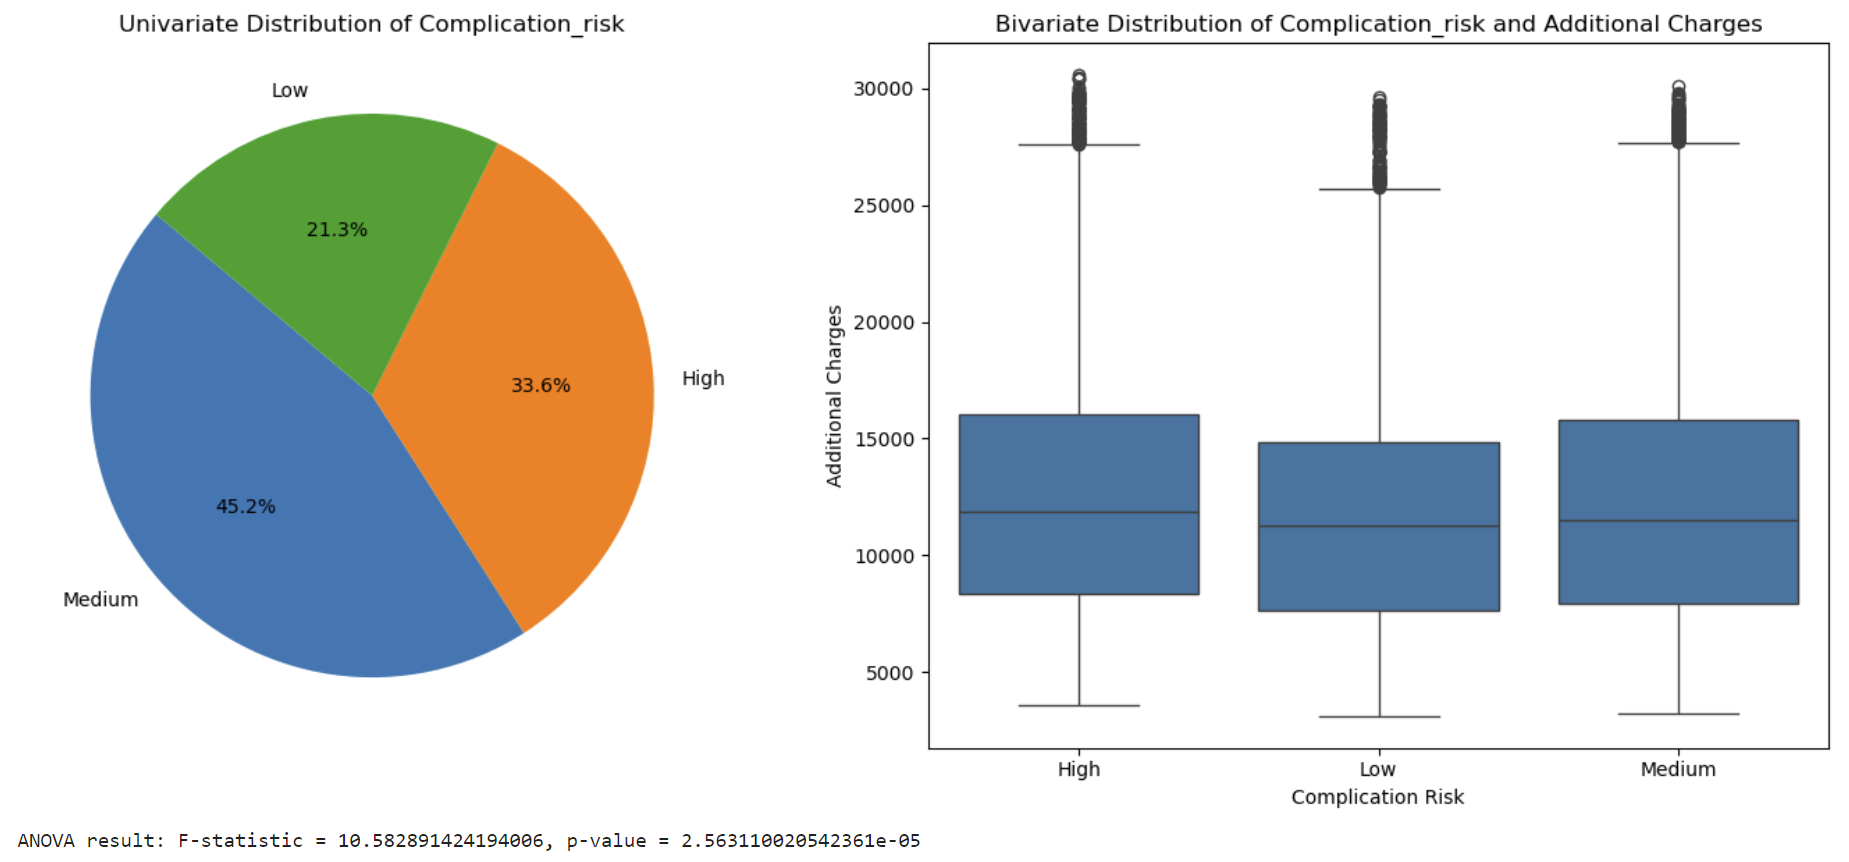 Univariate Distribution of Complication_risk
Low
21.3%
High
33.6%
45.2%
Medium
Bivariate Distribution of Complication_risk and Additional Charges
30000
25000
20000
15000
10000
5000
Additional Charges
High
Low
Medium
Complication Risk
ANOVA result: F-statistic = 10.582891424194006, p-value = 2.563110020542361e-05